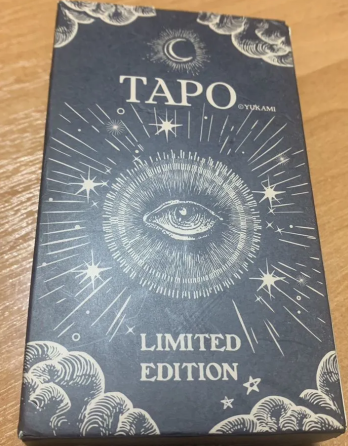 ТАРО
©YUKAMI
LIMITED
EDITION